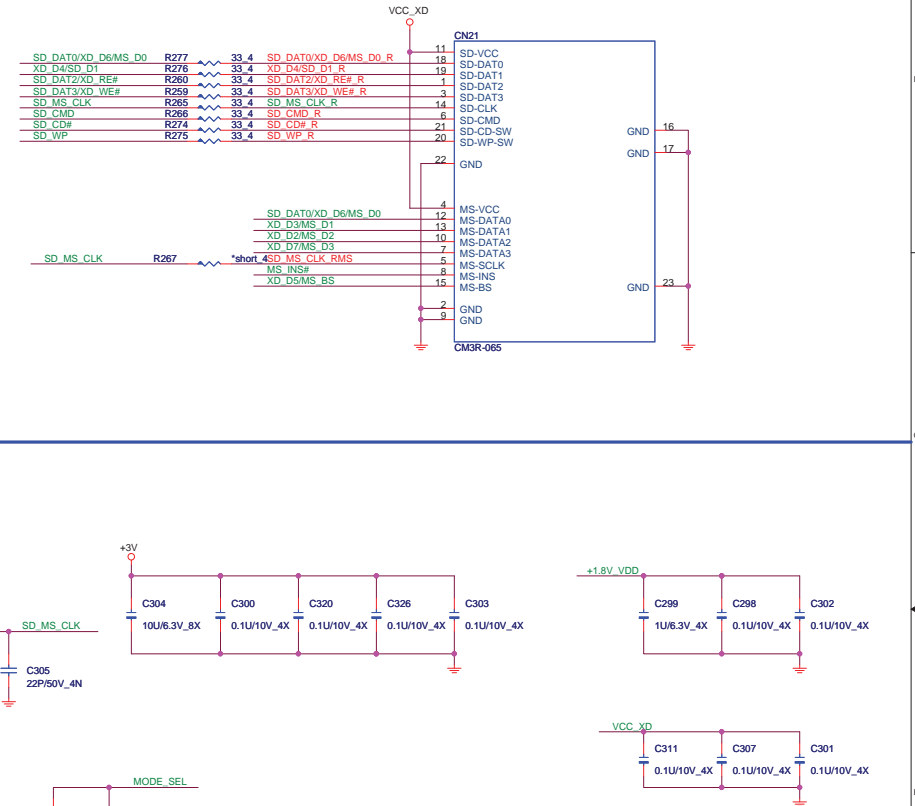 VCC_XD
CN21
11 SD-VCC
SD_DAT0/XD_D6/MS_D0 R277 33_4 SD_DAT0/XD_D6/MS_D0_R 18 SD-DAT0
XD_D4/SD_D1 R276 33_4 XD_D4/SD_D1_R 19 SD-DAT1
SD_DAT2/XD_RE# R260 33_4 SD_DAT2/XD_RE#_R 1 SD-DAT2
SD_DAT3/XD_WE# R259 33_4 SD_DAT3/XD_WE#_R 3 SD-DAT3
SD_MS_CLK R265 33_4 SD_MS_CLK_R 14 SD-CLK
SD_CMD R266 33_4 SD_CMD_R 6 SD-CMD
SD_CD# R274 33_4 SD_CD#_R 21 SD-CD-SW GND 16
SD_WP R275 33_4 SD_WP_R 20 SD-WP-SW
GND 17
22 GND
4 MS-VCC
SD_DAT0/XD_D6/MS_D0 12 MS-DATA0
XD_D3/MS_D1 13 MS-DATA1
XD_D2/MS_D2 10 MS-DATA2
XD_D7/MS_D3 7 MS-DATA3
SD_MS_CLK R267 *short_4 SD_MS_CLK_RMS 5 MS-SCLK
MS_INS# 8 MS-INS
XD_D5/MS_BS 15 MS-BS GND 23
2 GND
9 GND
CM3R-065
+3V
+1.8V_VDD
C304 C300 C320 C326 C303 C299 C298 C302
10U/6.3V_8X 0.1U/10V_4X 0.1U/10V_4X 0.1U/10V_4X 0.1U/10V_4X 1U/6.3V_4X 0.1U/10V_4X 0.1U/10V_4X
SD_MS_CLK
C305
22P/50V_4N
VCC_XD
C311 C307 C301
0.1U/10V_4X 0.1U/10V_4X 0.1U/10V_4X
MODE_SEL